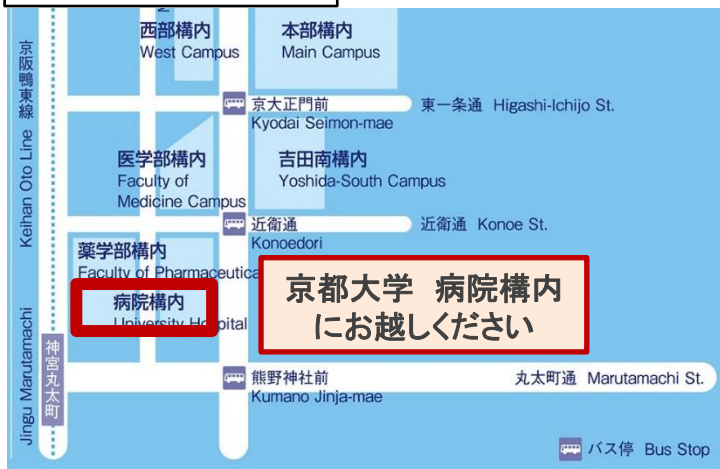 西部構内
West Campus
本部構内
Main Campus
京阪鴨東線 Keihan Oto Line
京大正門前
Kyodai Seimon-mae
東一条通 Higashi-Ichijo St.
医学部構内
Faculty of
Medicine Campus
吉田南構内
Yoshida-South Campus
近衛通
Konoedori
近衛通 Konoe St.
薬学部構内
Faculty of Pharmaceutica
病院構内
University Hospital
京都大学 病院構内
にお越しください
神宮丸太町
Jingu Marutamachi
熊野神社前
Kumano Jinja-mae
丸太町通 Marutamachi St.
バス停 Bus Stop